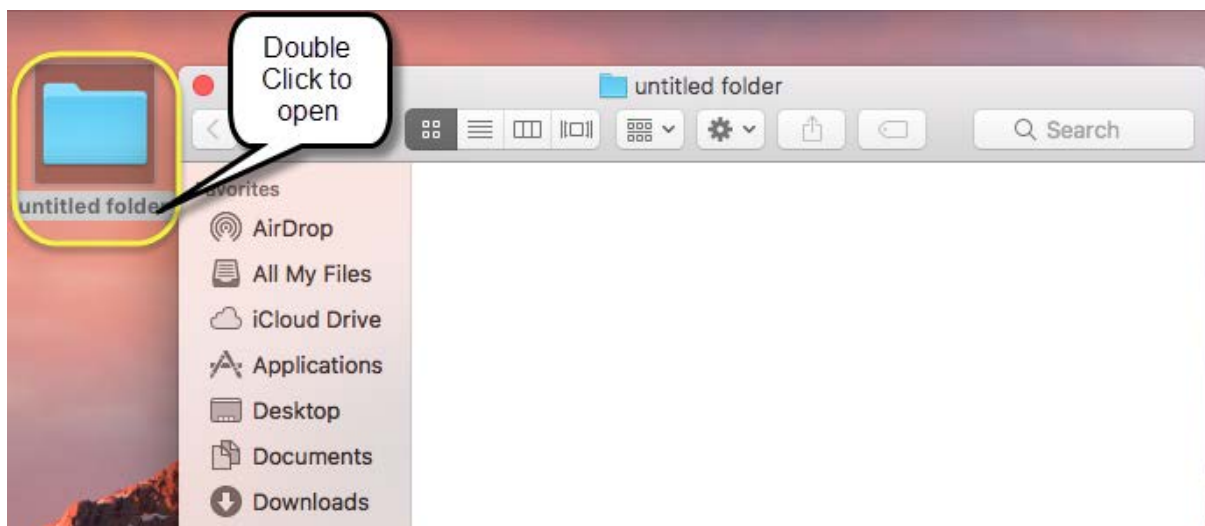 Double
Click to
open
untitled folder
Search
untitled folder
Favorites
AirDrop
All My Files
iCloud Drive
Applications
Desktop
Documents
Downloads